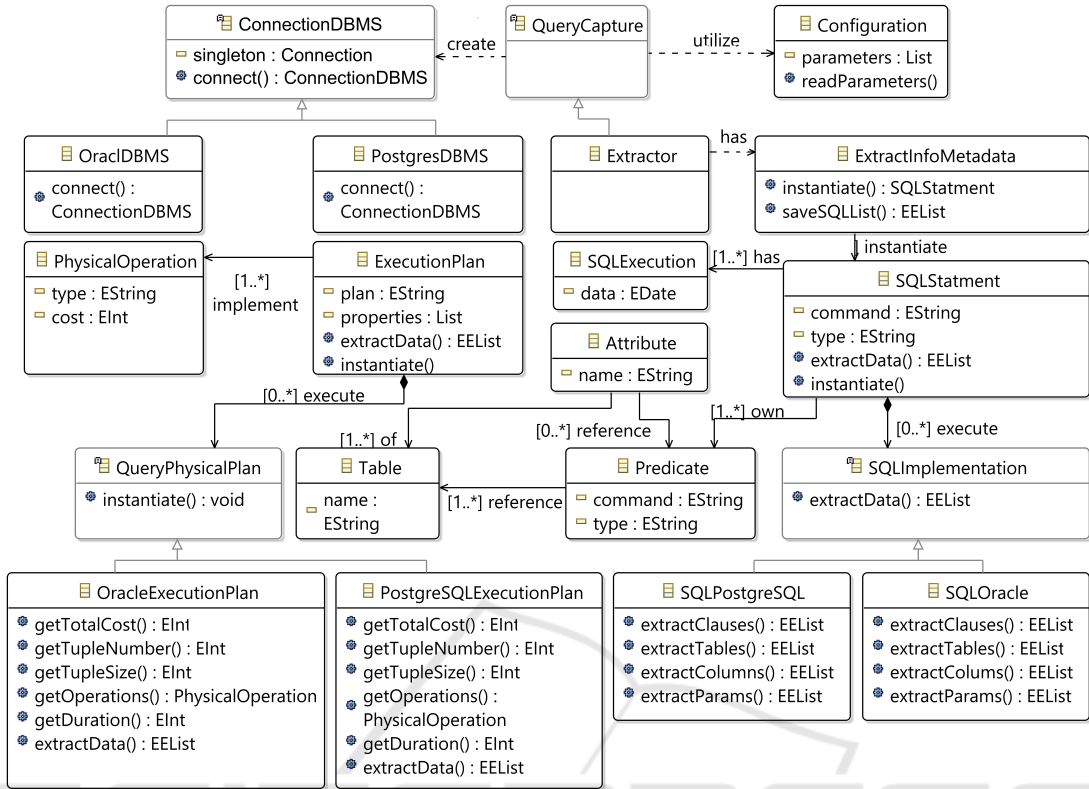 ConnectionDBMS
singleton : Connection
connect() : ConnectionDBMS
create
QueryCapture
utilize
Configuration
parameters : List
readParameters()
OraclDBMS
connect() :
ConnectionDBMS
PostgresDBMS
connect() :
ConnectionDBMS
Extractor
has
ExtractInfoMetadata
instantiate() : SQLStatment
saveSQLList() : EEList
instantiate
PhysicalOperation
type : EString
cost : EInt
[1..*]
implement
ExecutionPlan
plan : EString
properties : List
extractData() : EEList
instantiate()
SQLExecution
data : EDate
[1..*] has
SQLStatment
command : EString
type : EString
extractData() : EEList
instantiate()
Attribute
name : EString
[0..*] execute
[1..*] of
[0..*] reference
[1..*] own
[0..*] execute
QueryPhysicalPlan
instantiate() : void
Table
name :
EString
[1..*] reference
Predicate
command : EString
type : EString
SQLImplementation
extractData() : EEList
OracleExecutionPlan
getTotalCost() : EInt
getTupleNumber() : EInt
getTupleSize() : EInt
getOperations() : PhysicalOperation
getDuration() : EInt
extractData() : EEList
PostgreSQLExecutionPlan
getTotalCost() : EInt
getTupleNumber() : EInt
getTupleSize() : EInt
getOperations() :
PhysicalOperation
getDuration() : EInt
extractData() : EEList
SQLPostgreSQL
extractClauses() : EEList
extractTables() : EEList
extractColumns() : EEList
extractParams() : EEList
SQLOracle
extractClauses() : EEList
extractTables() : EEList
extractColums() : EEList
extractParams() : EEList